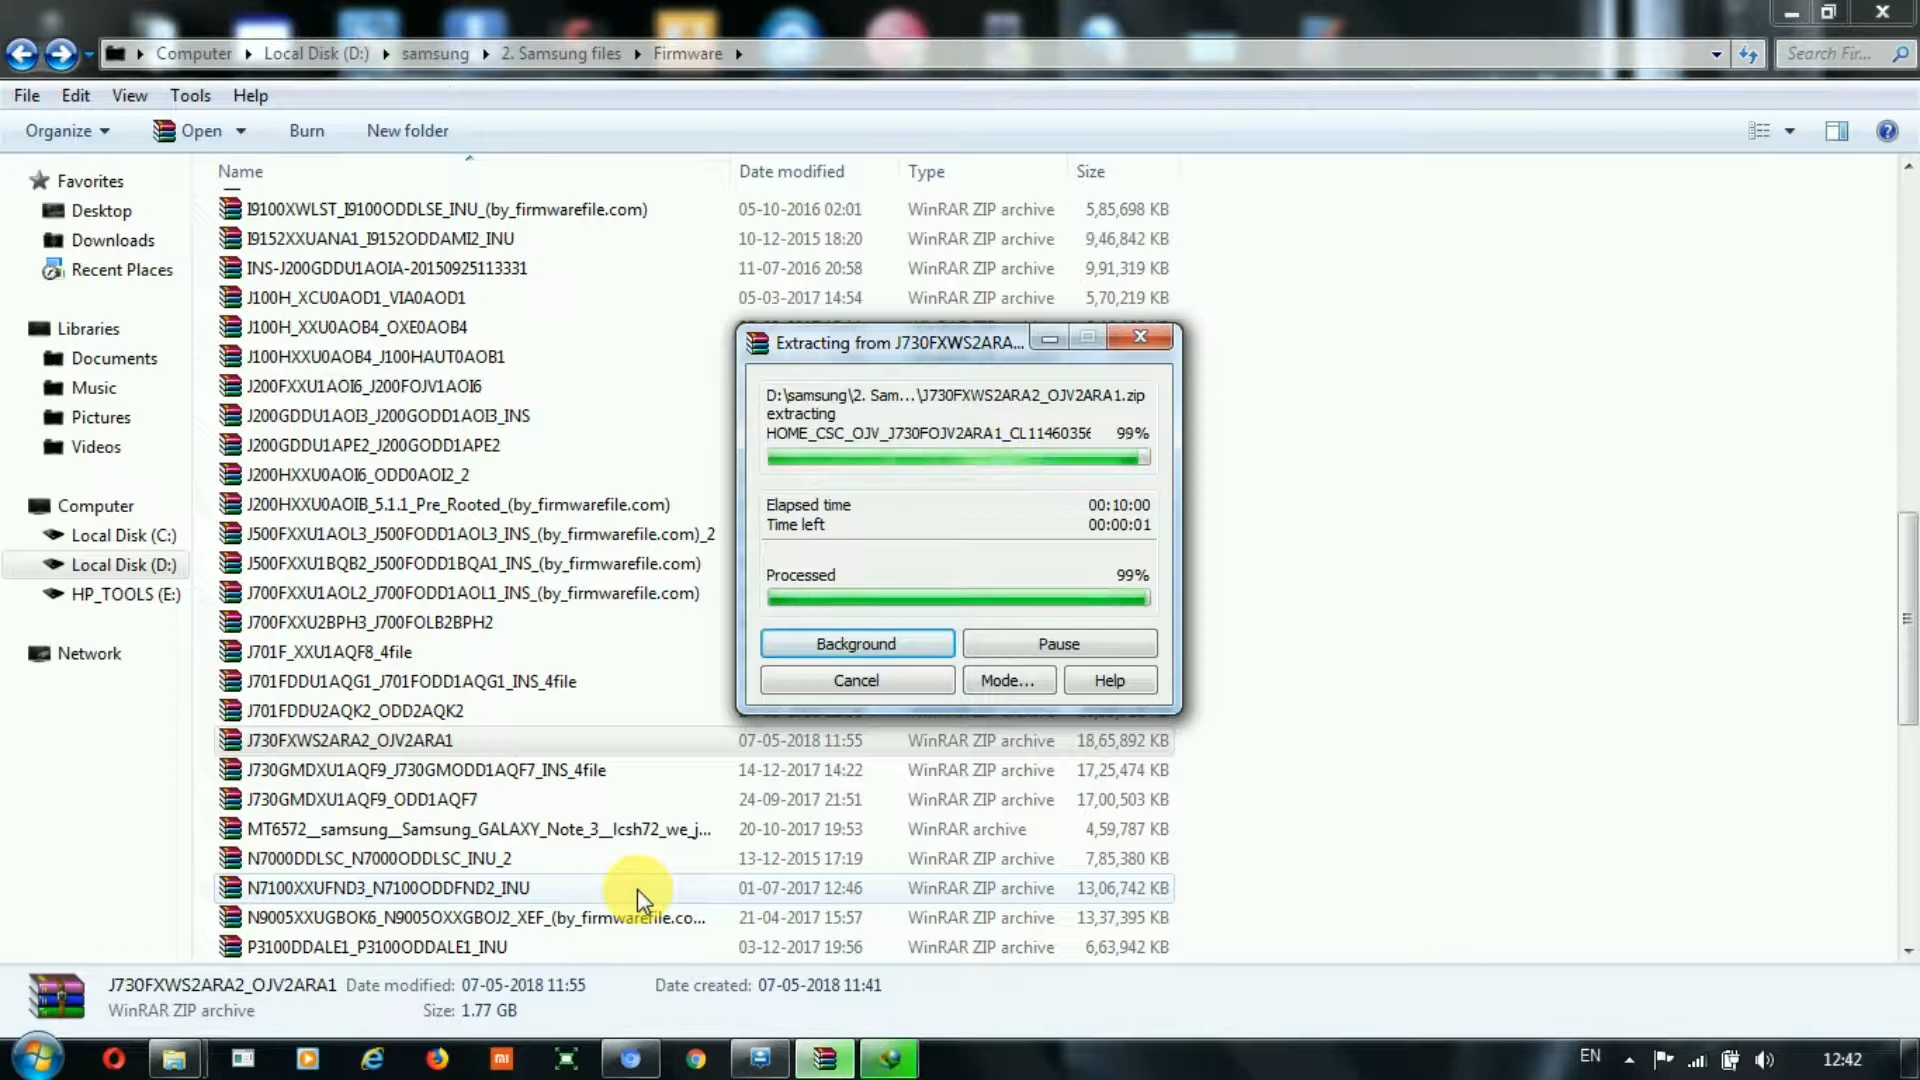 Computer
Local Disk (D:)
samsung
2. Samsung files
Firmware
Search Fir...
File Edit View Tools Help
Organize Open Burn New folder
Name Date modified Type Size
Favorites
Desktop
Downloads
Recent Places
Libraries
Documents
Music
Pictures
Videos
Computer
Local Disk (C:)
Local Disk (D:)
HP_TOOLS (E:)
Network
I9100XWLST_I9100ODDLSE_INU_(by_firmwarefile.com) 05-10-2016 02:01 WinRAR ZIP archive 5,85,698 KB
I9152XXUANA1_I9152ODDAMI2_INU 10-12-2015 18:20 WinRAR ZIP archive 9,46,842 KB
INS-J200GDDU1AOIA-20150925113331 11-07-2016 20:58 WinRAR ZIP archive 9,91,319 KB
J100H_XCU0AOD1_VIA0AOD1 05-03-2017 14:54 WinRAR ZIP archive 5,70,219 KB
J100H_XXU0AOB4_OXE0AOB4
J100HXXU0AOB4_J100HAUT0AOB1
J200FXXU1AOI6_J200FOJV1AOI6
J200GDDU1AOI3_J200GODD1AOI3_INS
J200GDDU1APE2_J200GODD1APE2
J200HXXU0AOI6_ODD0AOI2_2
J200HXXU0AOIB_5.1.1_Pre_Rooted_(by_firmwarefile.com)
J500FXXU1AOL3_J500FODD1AOL3_INS_(by_firmwarefile.com)_2
J500FXXU1BQB2_J500FODD1BQA1_INS_(by_firmwarefile.com)
J700FXXU1AOL2_J700FODD1AOL1_INS_(by_firmwarefile.com)
J700FXXU2BPH3_J700FOLB2BPH2
J701F_XXU1AQF8_4file
J701FDDU1AQG1_J701FODD1AQG1_INS_4file
J701FDDU2AQK2_ODD2AQK2
J730FXWS2ARA2_OJV2ARA1 07-05-2018 11:55 WinRAR ZIP archive 18,65,892 KB
J730GMDXU1AQF9_J730GMODD1AQF7_INS_4file 14-12-2017 14:22 WinRAR ZIP archive 17,25,474 KB
J730GMDXU1AQF9_ODD1AQF7 24-09-2017 21:51 WinRAR ZIP archive 17,00,503 KB
MT6572__samsung__Samsung_GALAXY_Note_3__lcsh72_we_j... 20-10-2017 19:53 WinRAR archive 4,59,787 KB
N7000DDLSC_N7000ODDLSC_INU_2 13-12-2015 17:19 WinRAR ZIP archive 7,85,380 KB
N7100XXUFND3_N7100ODDFND2_INU 01-07-2017 12:46 WinRAR ZIP archive 13,06,742 KB
N9005XXUGBOK6_N9005OXXGBOJ2_XEF_(by_firmwarefile.co... 21-04-2017 15:57 WinRAR ZIP archive 13,37,395 KB
P3100DDALE1_P3100ODDALE1_INU 03-12-2017 19:56 WinRAR ZIP archive 6,63,942 KB
Extracting from J730FXWS2ARA...
D:\samsung\2. Sam...\J730FXWS2ARA2_OJV2ARA1.zip
extracting
HOME_CSC_OJV_J730FOJV2ARA1_CL11460356 99%
Elapsed time 00:10:00
Time left 00:00:01
Processed 99%
Background Pause
Cancel Mode... Help
J730FXWS2ARA2_OJV2ARA1 Date modified: 07-05-2018 11:55 Date created: 07-05-2018 11:41
WinRAR ZIP archive Size: 1.77 GB
EN 12:42